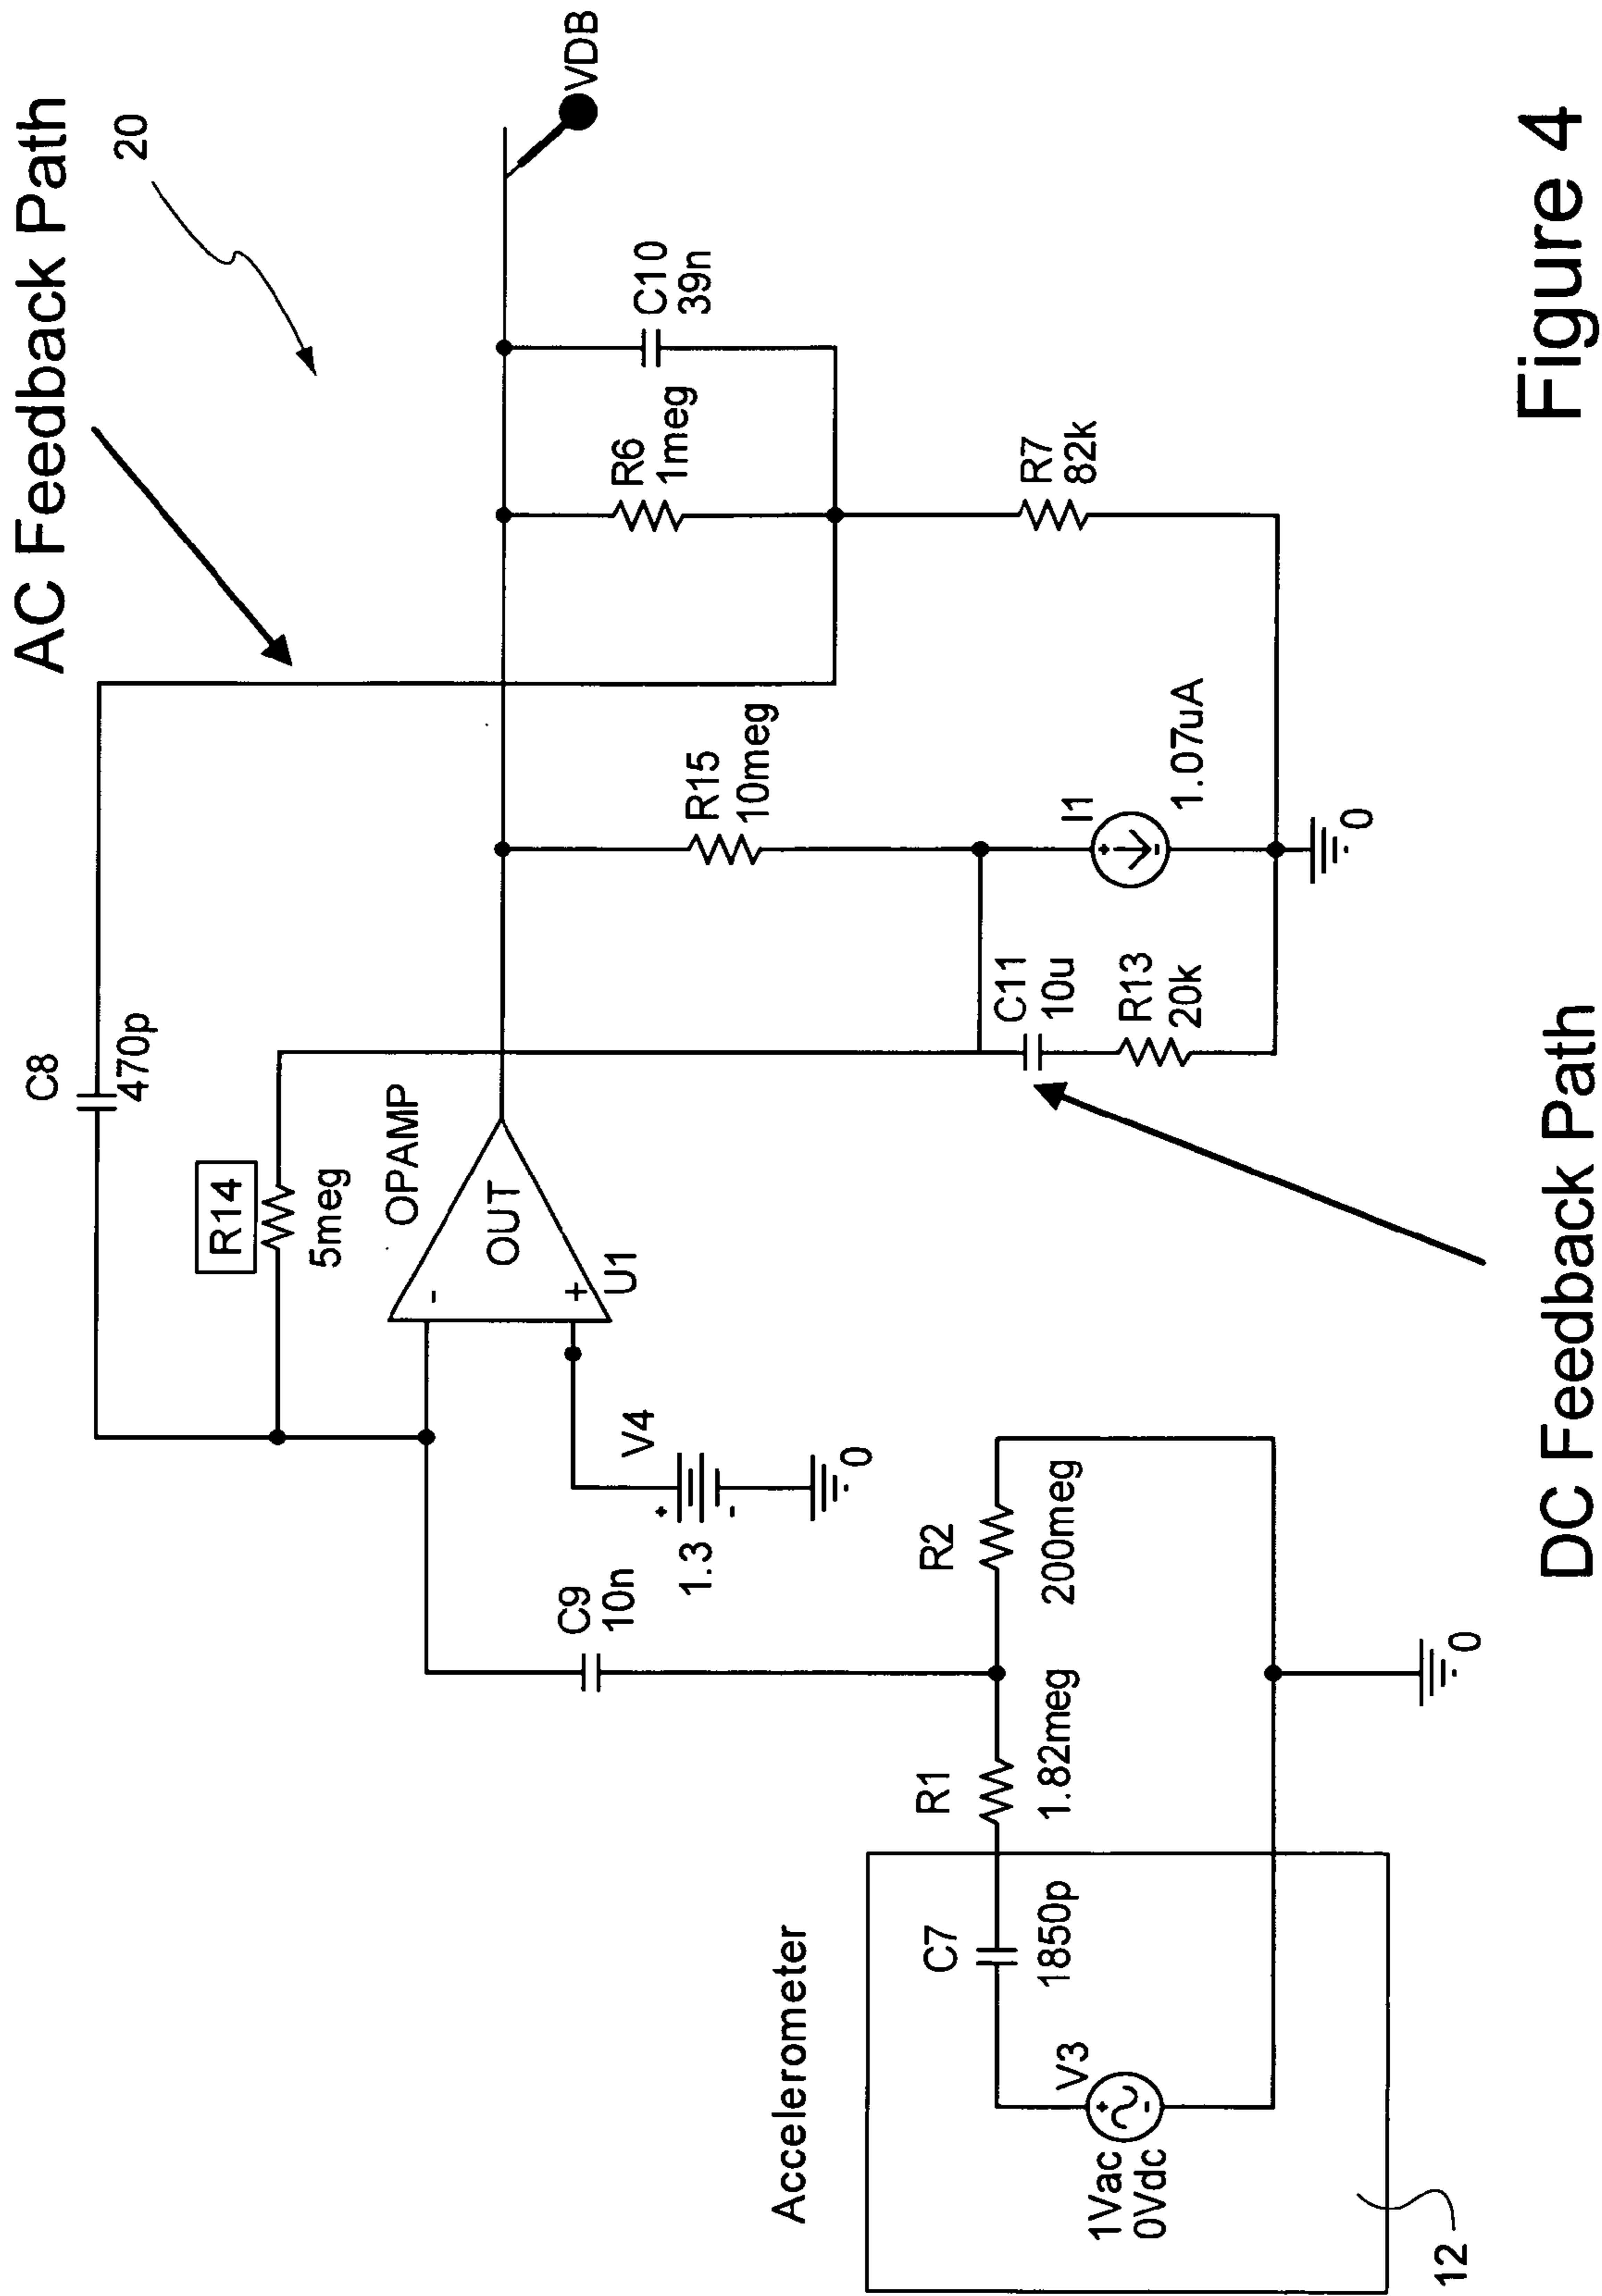 AC Feedback Path
20
C8
470p
R14
5meg
OPAMP
-
OUT
+
U1
VDB
R6
1meg
C10
39n
R15
10meg
R7
82k
I1
1.07uA
C11
10u
R13
20k
0
V4
+
-
1.3
0
C9
10n
R2
200meg
R1
1.82meg
0
Accelerometer
C7
1850p
V3
+
-
1Vac
0Vdc
12
DC Feedback Path
Figure 4